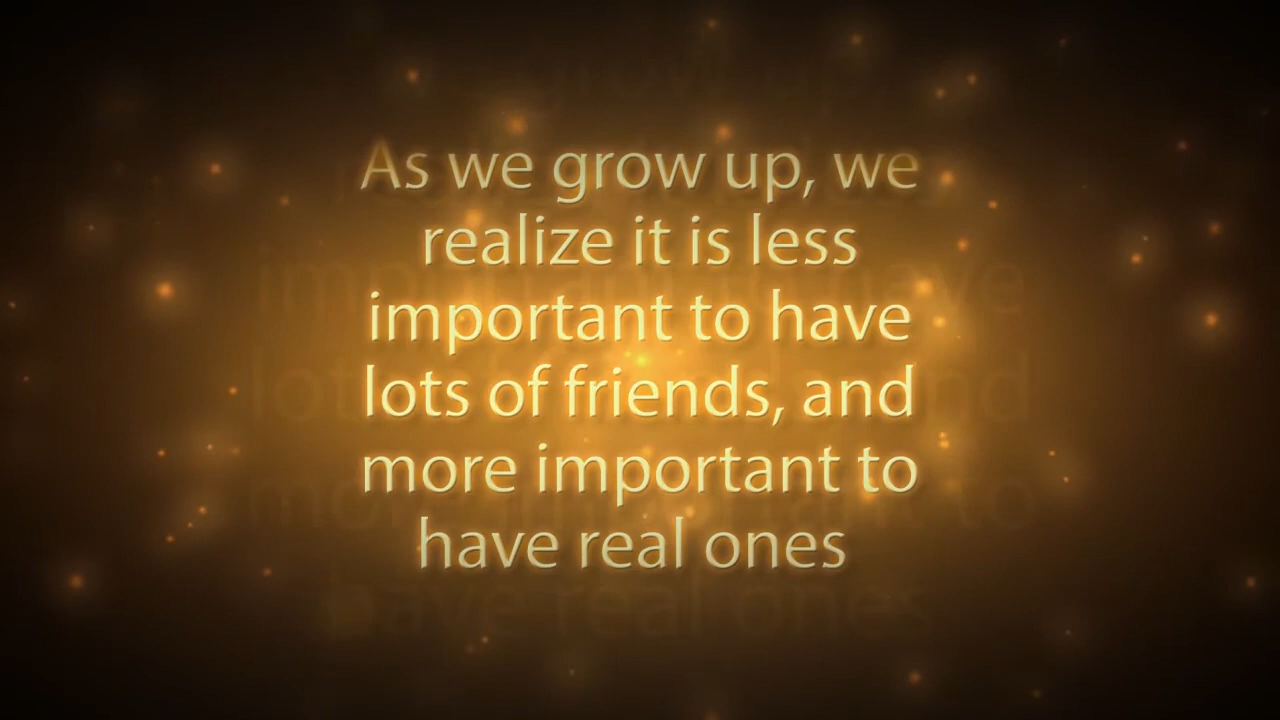 As we grow up, we
realize it is less
important to have
lots of friends, and
more important to
have real ones